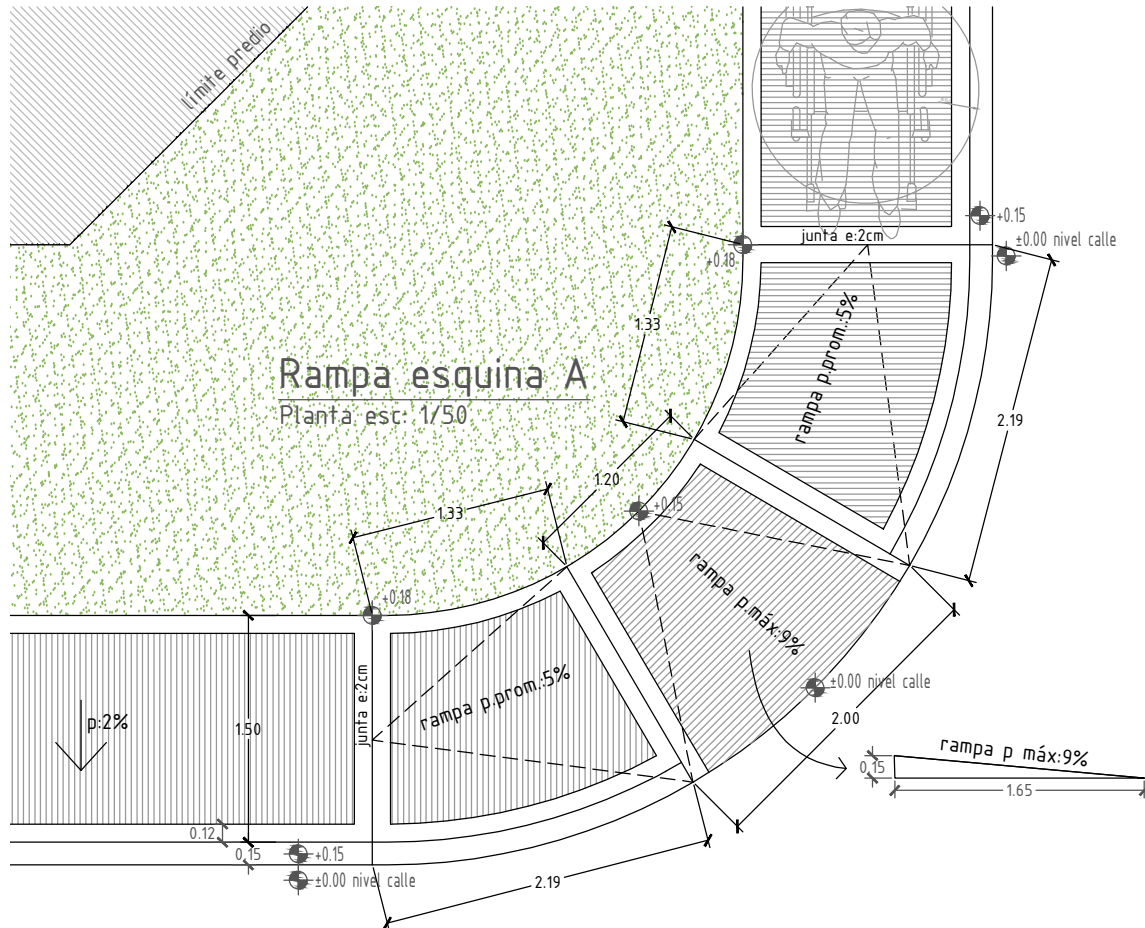 límite predio
+0.15
±0.00 nivel calle
junta e:2cm
+0.18
1.33
rampa p.prom.:5%
2.19
Rampa esquina A
Planta esc: 1/50
1.20
1.33
+0.15
rampa p.máx:9%
+0.18
±0.00 nivel calle
2.00
rampa p.prom.:5%
junta e:2cm
p:2%
1.50
rampa p máx:9%
0.15
1.65
0.12
0.15
+0.15
±0.00 nivel calle
2.19